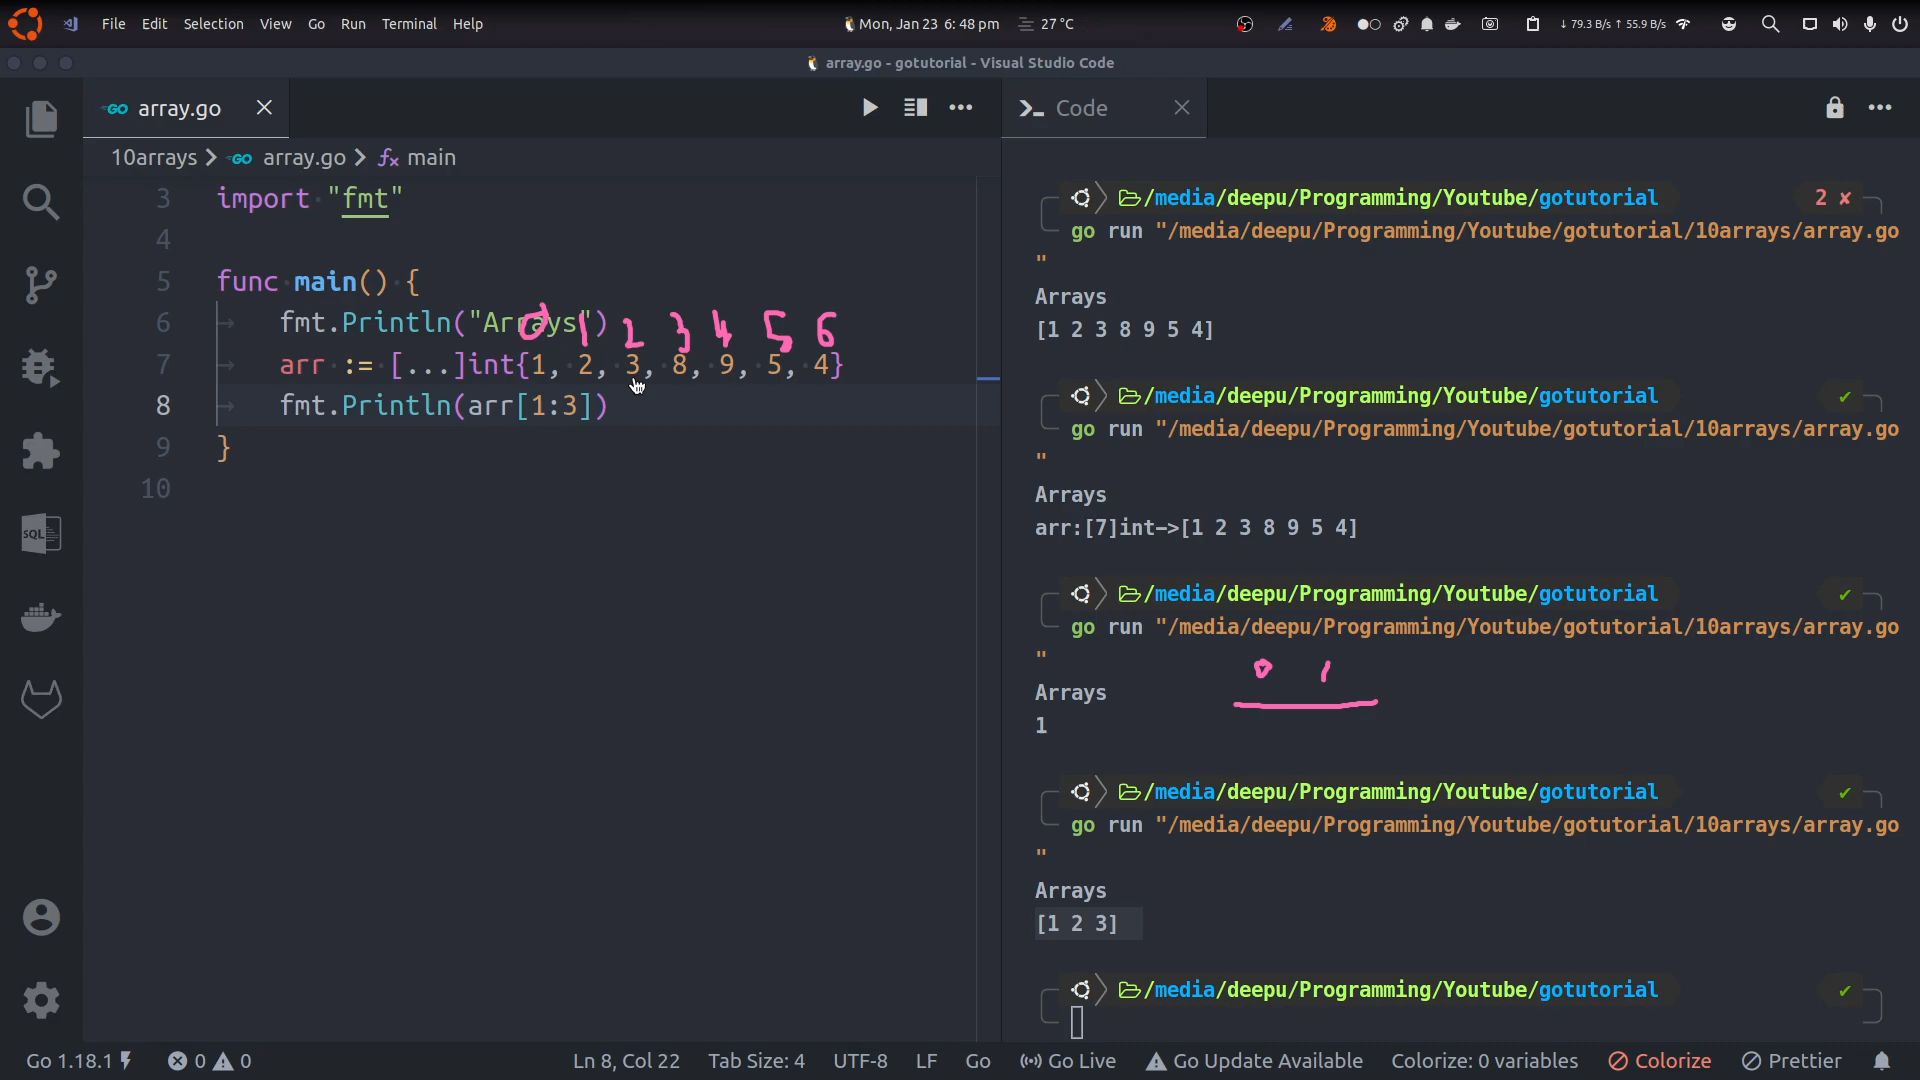 File Edit Selection View Go Run Terminal Help
Mon, Jan 23 6: 48 pm 27 °C
↓ 79.3 B/s ↑ 55.9 B/s
array.go - gotutorial - Visual Studio Code
GO array.go
Code
10arrays > GO array.go > main
3 import "fmt"
4
5 func main() {
6 fmt.Println("Arrays")
0 1 2 3 4 5 6
7 arr := [...]int{1, 2, 3, 8, 9, 5, 4}
8 fmt.Println(arr[1:3])
9 }
10
SQL
/media/deepu/Programming/Youtube/gotutorial 2 ✘
go run "/media/deepu/Programming/Youtube/gotutorial/10arrays/array.go
"
Arrays
[1 2 3 8 9 5 4]
/media/deepu/Programming/Youtube/gotutorial ✔
go run "/media/deepu/Programming/Youtube/gotutorial/10arrays/array.go
"
Arrays
arr:[7]int->[1 2 3 8 9 5 4]
/media/deepu/Programming/Youtube/gotutorial ✔
go run "/media/deepu/Programming/Youtube/gotutorial/10arrays/array.go
"
0 1
Arrays
1
/media/deepu/Programming/Youtube/gotutorial ✔
go run "/media/deepu/Programming/Youtube/gotutorial/10arrays/array.go
"
Arrays
[1 2 3]
/media/deepu/Programming/Youtube/gotutorial ✔
Go 1.18.1 0 0 Ln 8, Col 22 Tab Size: 4 UTF-8 LF Go Go Live Go Update Available Colorize: 0 variables Colorize Prettier